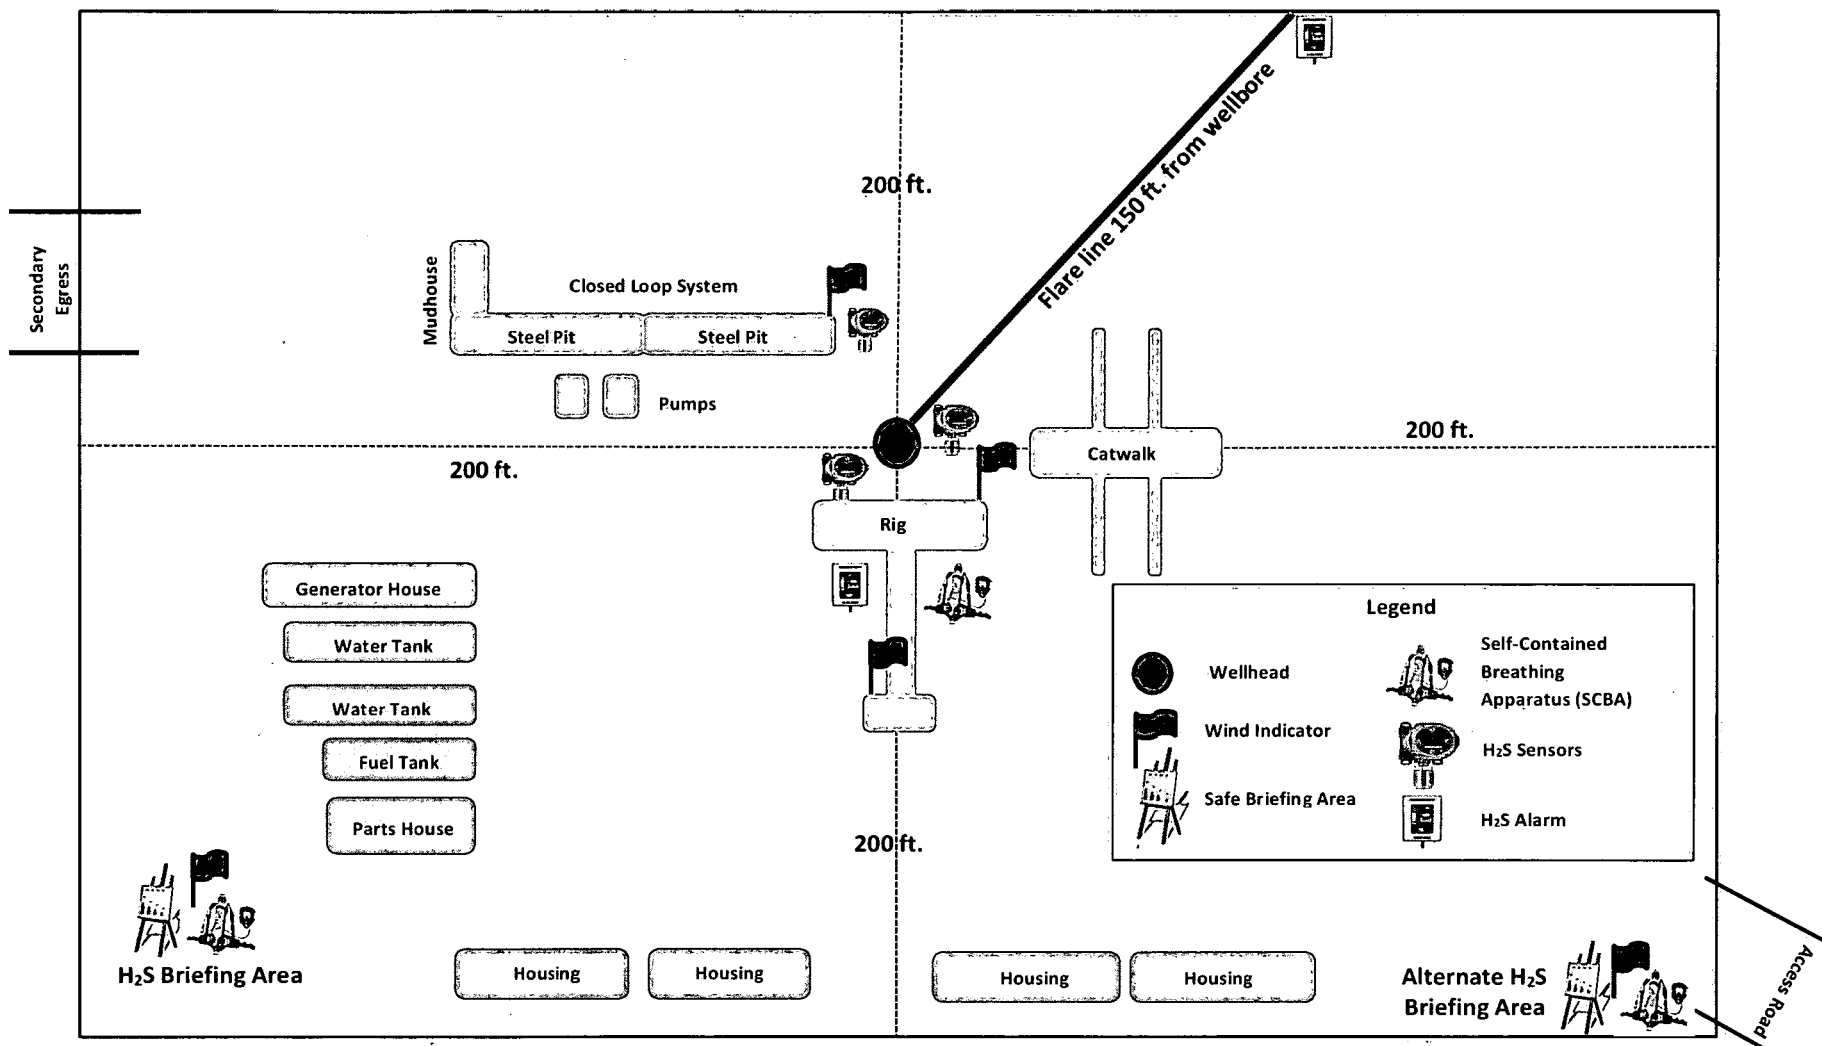 200 ft.
Flare line 150 ft. from wellbore
Secondary
Egress
Mudhouse
Closed Loop System
Steel Pit
Steel Pit
Pumps
200 ft.
200 ft.
Catwalk
Rig
Generator House
Water Tank
Water Tank
Fuel Tank
Parts House
Legend
Wellhead
Wind Indicator
Safe Briefing Area
Self-Contained
Breathing
Apparatus (SCBA)
H₂S Sensors
H₂S Alarm
200 ft.
H₂S Briefing Area
Housing
Housing
Housing
Housing
Alternate H₂S
Briefing Area
Access Road